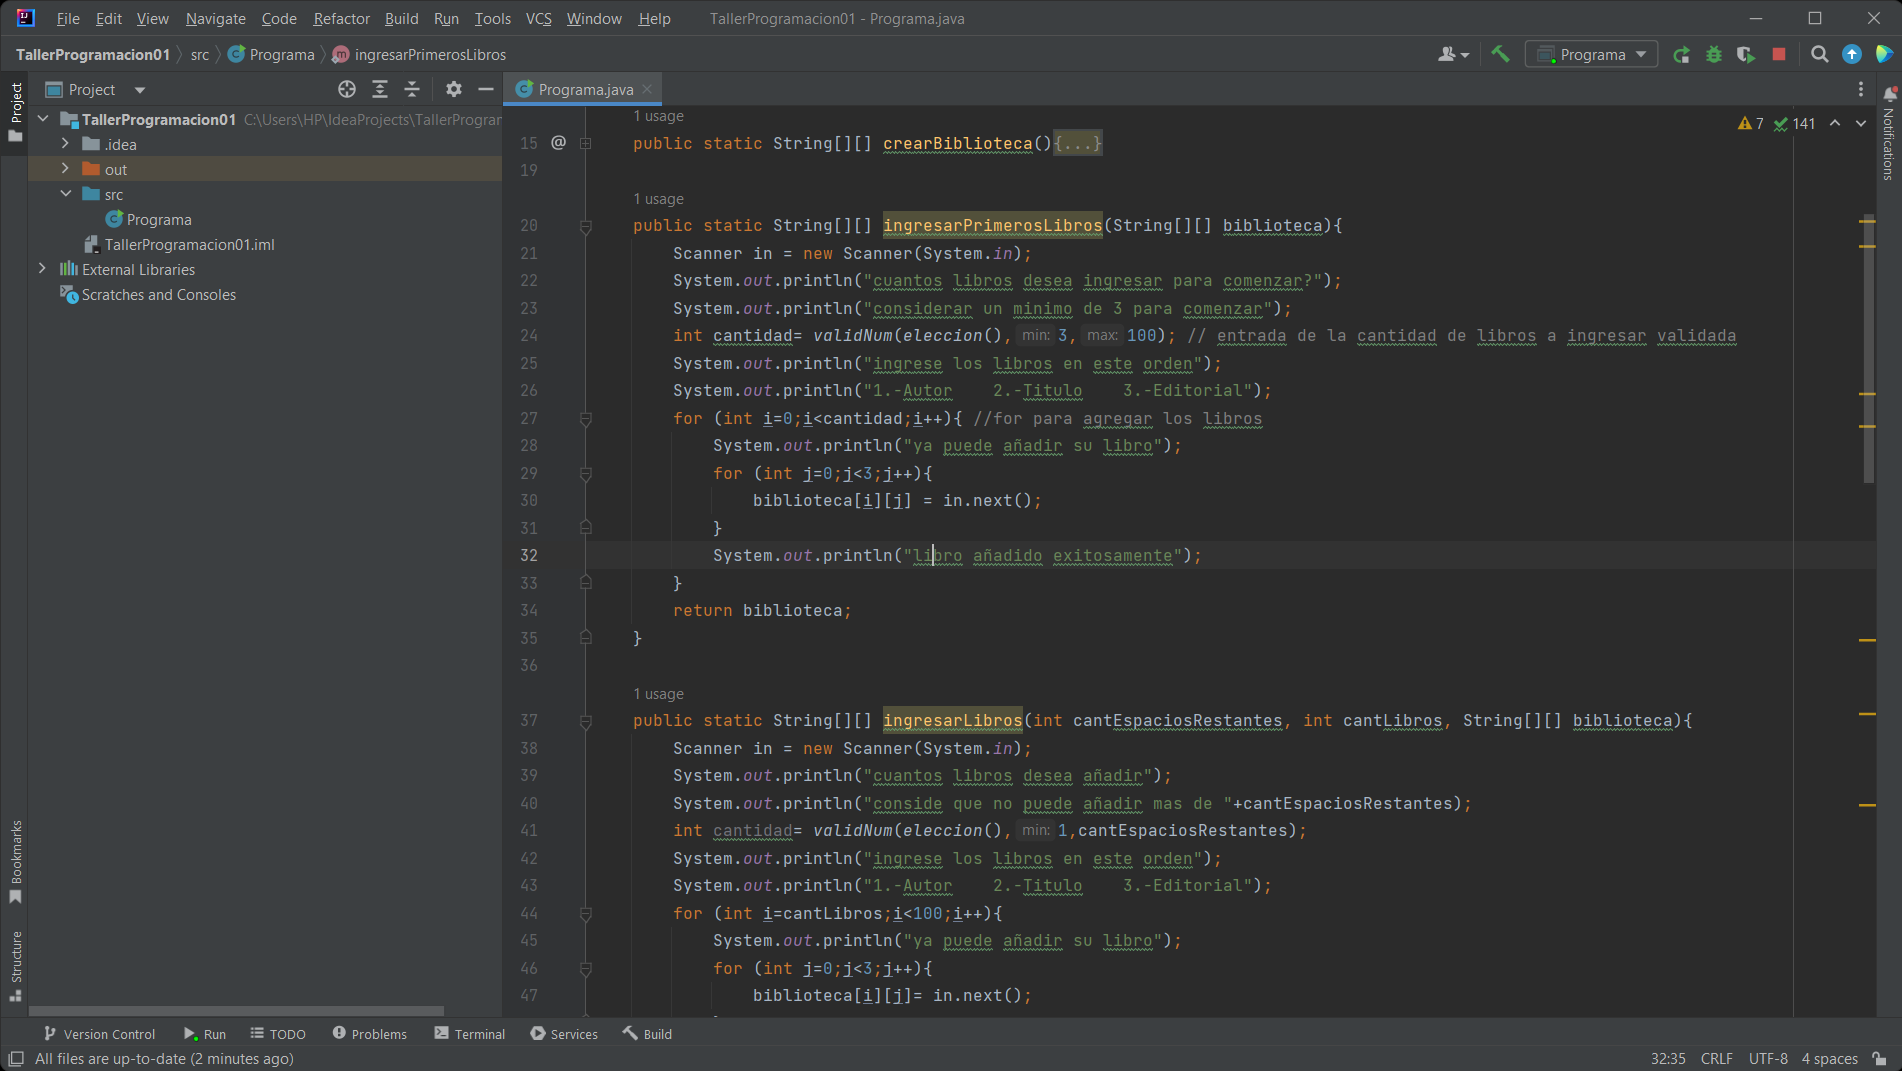 File Edit View Navigate Code Refactor Build Run Tools VCS Window Help TallerProgramacion01 - Programa.java
TallerProgramacion01 src Programa ingresarPrimerosLibros Programa
Project
TallerProgramacion01 C:\Users\HP\IdeaProjects\TallerProgran
.idea
out
src
Programa
TallerProgramacion01.iml
External Libraries
Scratches and Consoles
Project
Bookmarks
Structure
Notifications
Programa.java
7 141
1 usage
15 @ public static String[][] crearBiblioteca(){...}
19
1 usage
20 public static String[][] ingresarPrimerosLibros(String[][] biblioteca){
21 Scanner in = new Scanner(System.in);
22 System.out.println("cuantos libros desea ingresar para comenzar?");
23 System.out.println("considerar un minimo de 3 para comenzar");
24 int cantidad= validNum(eleccion(), min: 3, max: 100); // entrada de la cantidad de libros a ingresar validada
25 System.out.println("ingrese los libros en este orden");
26 System.out.println("1.-Autor    2.-Titulo    3.-Editorial");
27 for (int i=0;i<cantidad;i++){ //for para agregar los libros
28 System.out.println("ya puede añadir su libro");
29 for (int j=0;j<3;j++){
30 biblioteca[i][j] = in.next();
31 }
32 System.out.println("libro añadido exitosamente");
33 }
34 return biblioteca;
35 }
36
1 usage
37 public static String[][] ingresarLibros(int cantEspaciosRestantes, int cantLibros, String[][] biblioteca){
38 Scanner in = new Scanner(System.in);
39 System.out.println("cuantos libros desea añadir");
40 System.out.println("conside que no puede añadir mas de "+cantEspaciosRestantes);
41 int cantidad= validNum(eleccion(), min: 1,cantEspaciosRestantes);
42 System.out.println("ingrese los libros en este orden");
43 System.out.println("1.-Autor    2.-Titulo    3.-Editorial");
44 for (int i=cantLibros;i<100;i++){
45 System.out.println("ya puede añadir su libro");
46 for (int j=0;j<3;j++){
47 biblioteca[i][j]= in.next();
Version Control Run TODO Problems Terminal Services Build
All files are up-to-date (2 minutes ago) 32:35 CRLF UTF-8 4 spaces